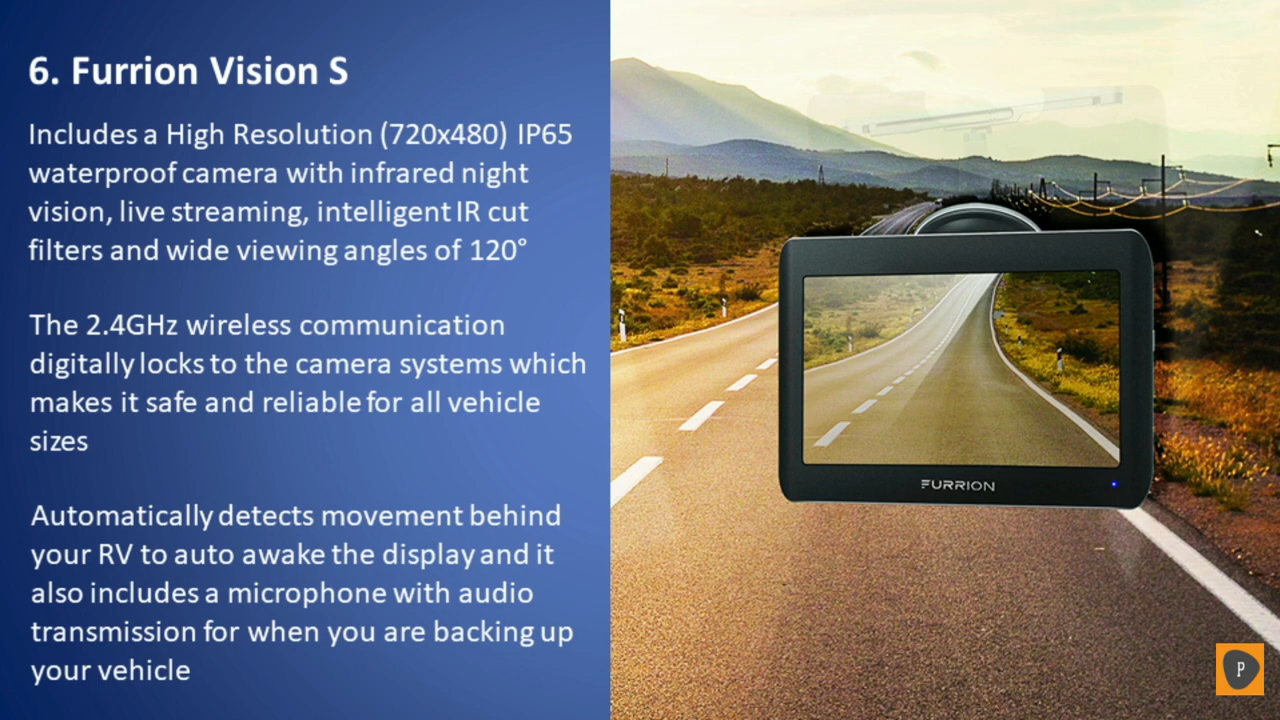 6. Furrion Vision S
Includes a High Resolution (720x480) IP65
waterproof camera with infrared night
vision, live streaming, intelligent IR cut
filters and wide viewing angles of 120°
The 2.4GHz wireless communication
digitally locks to the camera systems which
makes it safe and reliable for all vehicle
sizes
Automatically detects movement behind
your RV to auto awake the display and it
also includes a microphone with audio
transmission for when you are backing up
your vehicle
FURRION
P